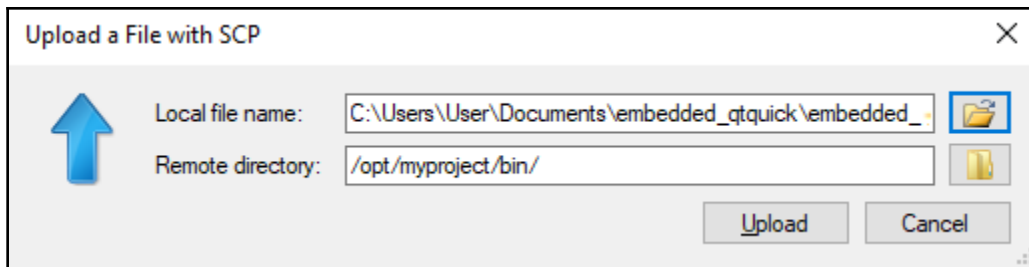 Upload a File with SCP
Local file name: C:\Users\User\Documents\embedded_qtquick\embedded_
Remote directory: /opt/myproject/bin/
Upload Cancel